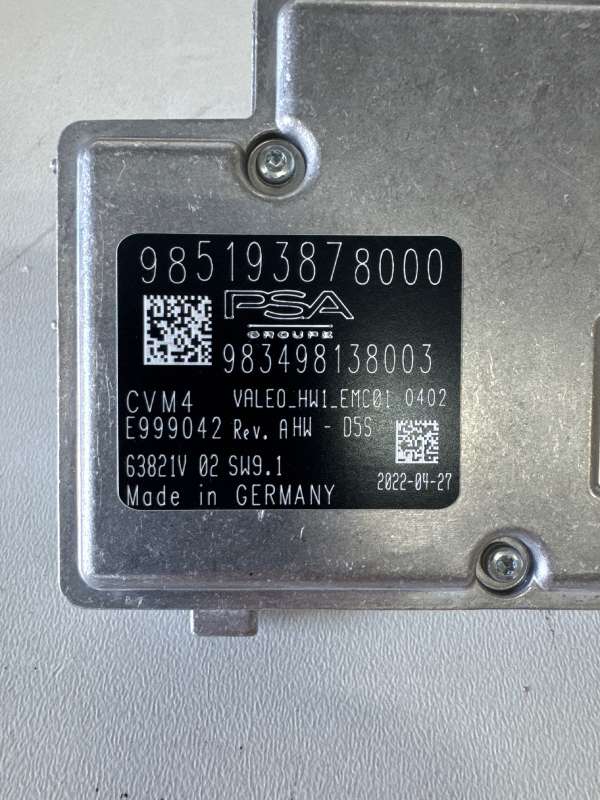 985193878000
PSA
GROUPE
983498138003
CVM4 VALEO_HW1_EMC01 0402
E999042 Rev. A HW - D5S
63821V 02 SW9.1
Made in GERMANY 2022-04-27